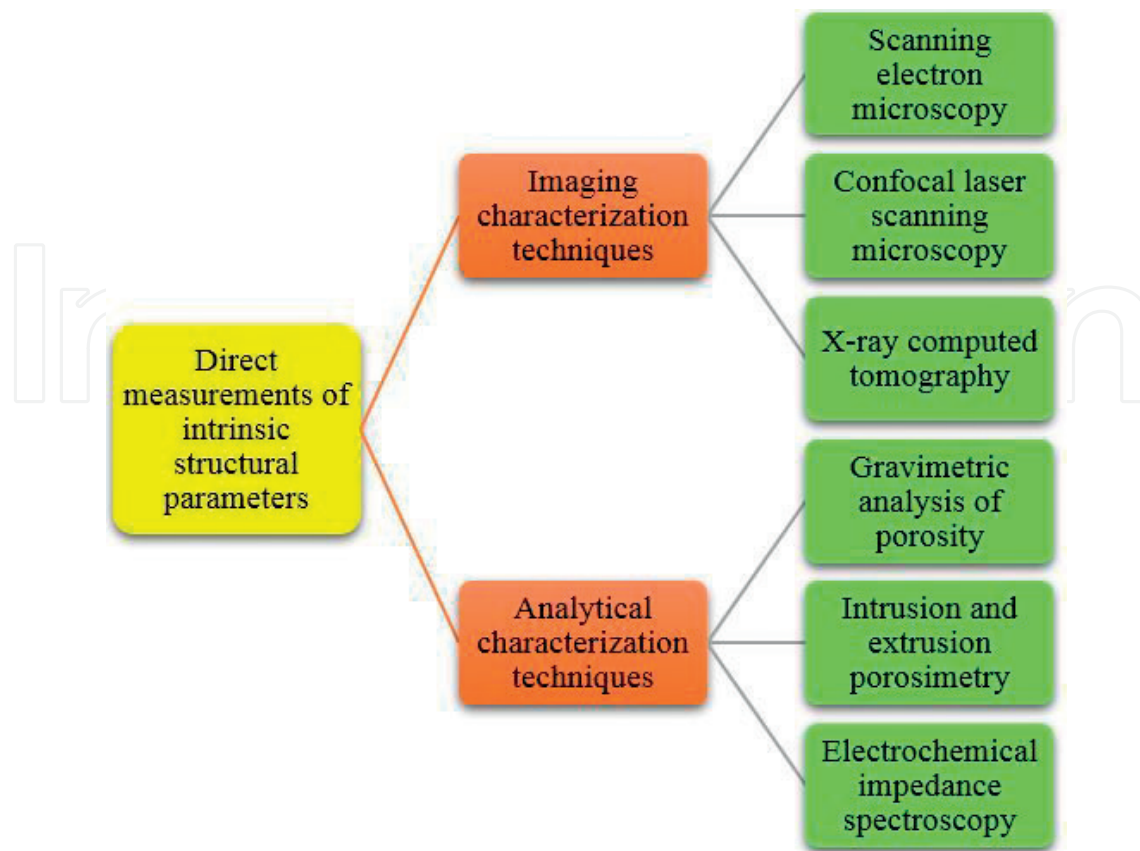 Direct
measurements of
intrinsic
structural
parameters
Imaging
characterization
techniques
Scanning
electron
microscopy
Confocal laser
scanning
microscopy
X-ray computed
tomography
Analytical
characterization
techniques
Gravimetric
analysis of
porosity
Intrusion and
extrusion
porosimetry
Electrochemical
impedance
spectroscopy